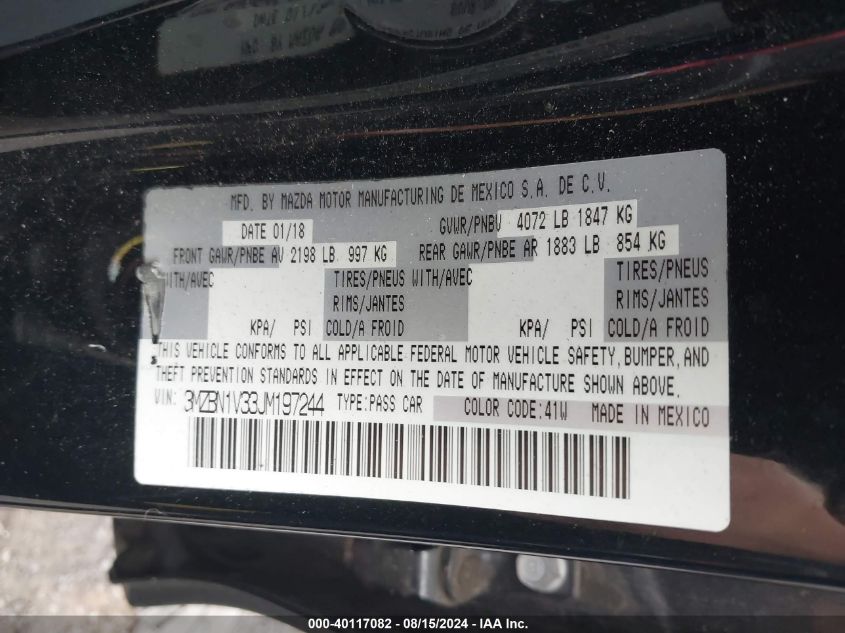 MFD. BY MAZDA MOTOR MANUFACTURING DE MEXICO S.A. DE C.V.
DATE 01/18 GVWR/PNBV 4072 LB 1847 KG
FRONT GAWR/PNBE AV 2198 LB 997 KG REAR GAWR/PNBE AR 1883 LB 854 KG
WITH/AVEC TIRES/PNEUS WITH/AVEC TIRES/PNEUS
RIMS/JANTES RIMS/JANTES
KPA/ PSI COLD/A FROID KPA/ PSI COLD/A FROID
THIS VEHICLE CONFORMS TO ALL APPLICABLE FEDERAL MOTOR VEHICLE SAFETY, BUMPER, AND
THEFT PREVENTION STANDARDS IN EFFECT ON THE DATE OF MANUFACTURE SHOWN ABOVE.
VIN: 3MZBN1V33JM197244 TYPE:PASS CAR COLOR CODE:41W MADE IN MEXICO
000-40117082 - 08/15/2024 - IAA Inc.